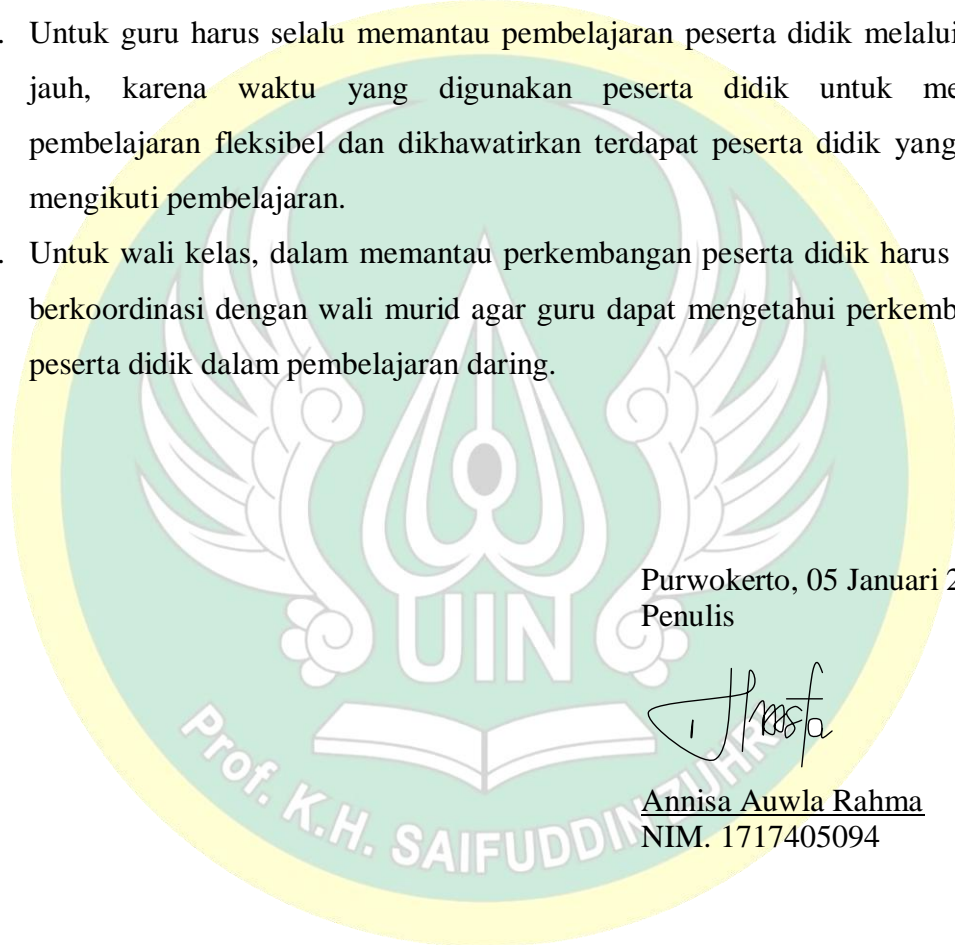 . Untuk guru harus selalu memantau pembelajaran peserta didik melalui
jauh, karena waktu yang digunakan peserta didik untuk me
pembelajaran fleksibel dan dikhawatirkan terdapat peserta didik yang
mengikuti pembelajaran.
. Untuk wali kelas, dalam memantau perkembangan peserta didik harus
berkoordinasi dengan wali murid agar guru dapat mengetahui perkemb
peserta didik dalam pembelajaran daring.
Purwokerto, 05 Januari 2
Penulis
UIN
Prof. K.H. SAIFUDDIN ZUHRI
Annisa Auwla Rahma
NIM. 1717405094